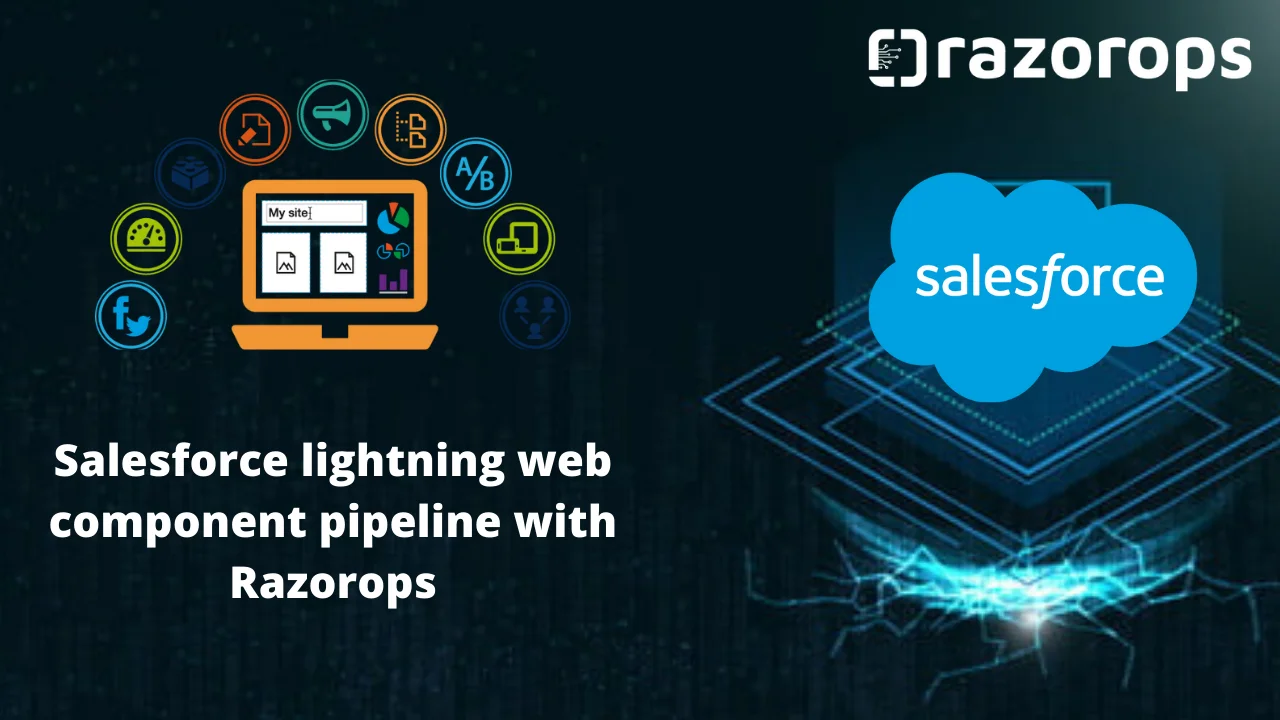 razorops
My site
A/B
salesforce
Salesforce lightning web
component pipeline with
Razorops